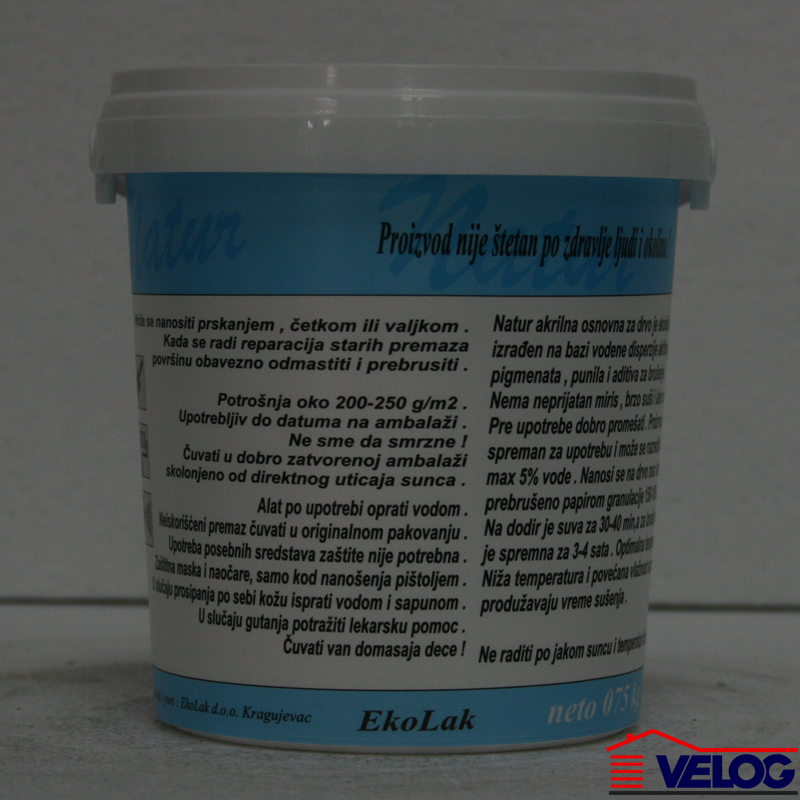 Natur
Proizvod nije štetan po zdravlje ljudi i okolinu !
Može se nanositi prskanjem , četkom ili valjkom .
Kada se radi reparacija starih premaza
površinu obavezno odmastiti i prebrusiti .
Potrošnja oko 200-250 g/m2 .
Upotrebljiv do datuma na ambalaži .
Ne sme da smrzne !
Čuvati u dobro zatvorenoj ambalaži
skolonjeno od direktnog uticaja sunca .
Alat po upotrebi oprati vodom .
Neiskorišćeni premaz čuvati u originalnom pakovanju .
Upotreba posebnih sredstava zaštite nije potrebna .
Zaštitna maska i naočare, samo kod nanošenja pištoljem .
U slučaju prosipanja po sebi kožu isprati vodom i sapunom .
U slučaju gutanja potražiti lekarsku pomoc .
Čuvati van domasaja dece !
Natur akrilna osnovna za drvo je
izrađen na bazi vodene disperzije
pigmenata , punila i aditiva za
Nema neprijatan miris , brzo suši i
Pre upotrebe dobro promešati .
spreman za upotrebu i može se
max 5% vode . Nanosi se na drvo
prebrušeno papirom granulacije
Na dodir je suva za 30-40 min,a za
je spremna za 3-4 sata . Optimalna
Niža temperatura i povećana
produžavaju vreme sušenja .
Ne raditi po jakom suncu i
: EkoLak d.o.o. Kragujevac
EkoLak
neto 075 kg
VELOG